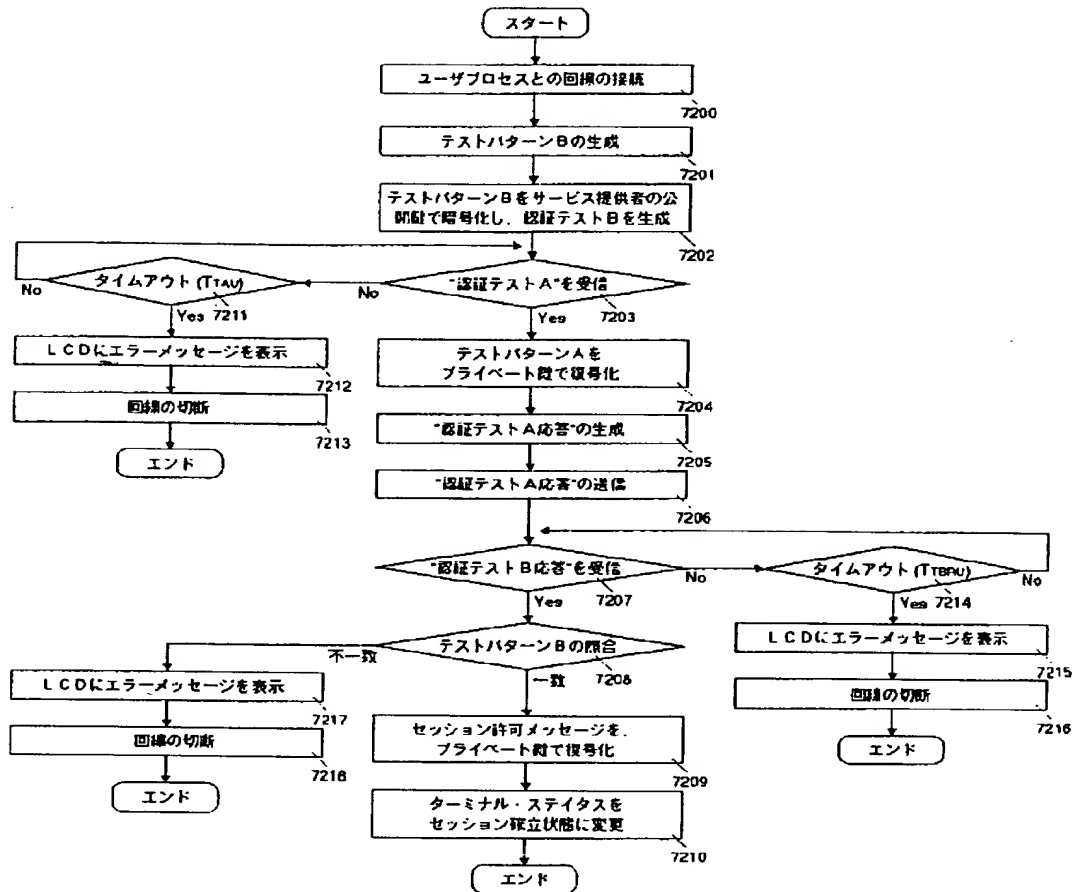 スタート
ユーザプロセスとの回線の接続
7200
テストパターンBの生成
7201
テストパターンBをサービス提供者の公
開鍵で暗号化し、認証テストBを生成
7202
"認証テストA"を受信
7203
No
Yes
タイムアウト(TTAU)
7211
No
Yes
LCDにエラーメッセージを表示
7212
回線の切断
7213
エンド
テストパターンAを
プライベート鍵で復号化
7204
"認証テストA応答"の生成
7205
"認証テストA応答"の送信
7206
"認証テストB応答"を受信
7207
No
Yes
タイムアウト(TTBRU)
7214
No
Yes
LCDにエラーメッセージを表示
7215
回線の切断
7216
エンド
テストパターンBの照合
7208
不一致
一致
LCDにエラーメッセージを表示
7217
回線の切断
7218
エンド
セッション許可メッセージを、
プライベート鍵で復号化
7209
ターミナル・ステイタスを
セッション確立状態に変更
7210
エンド